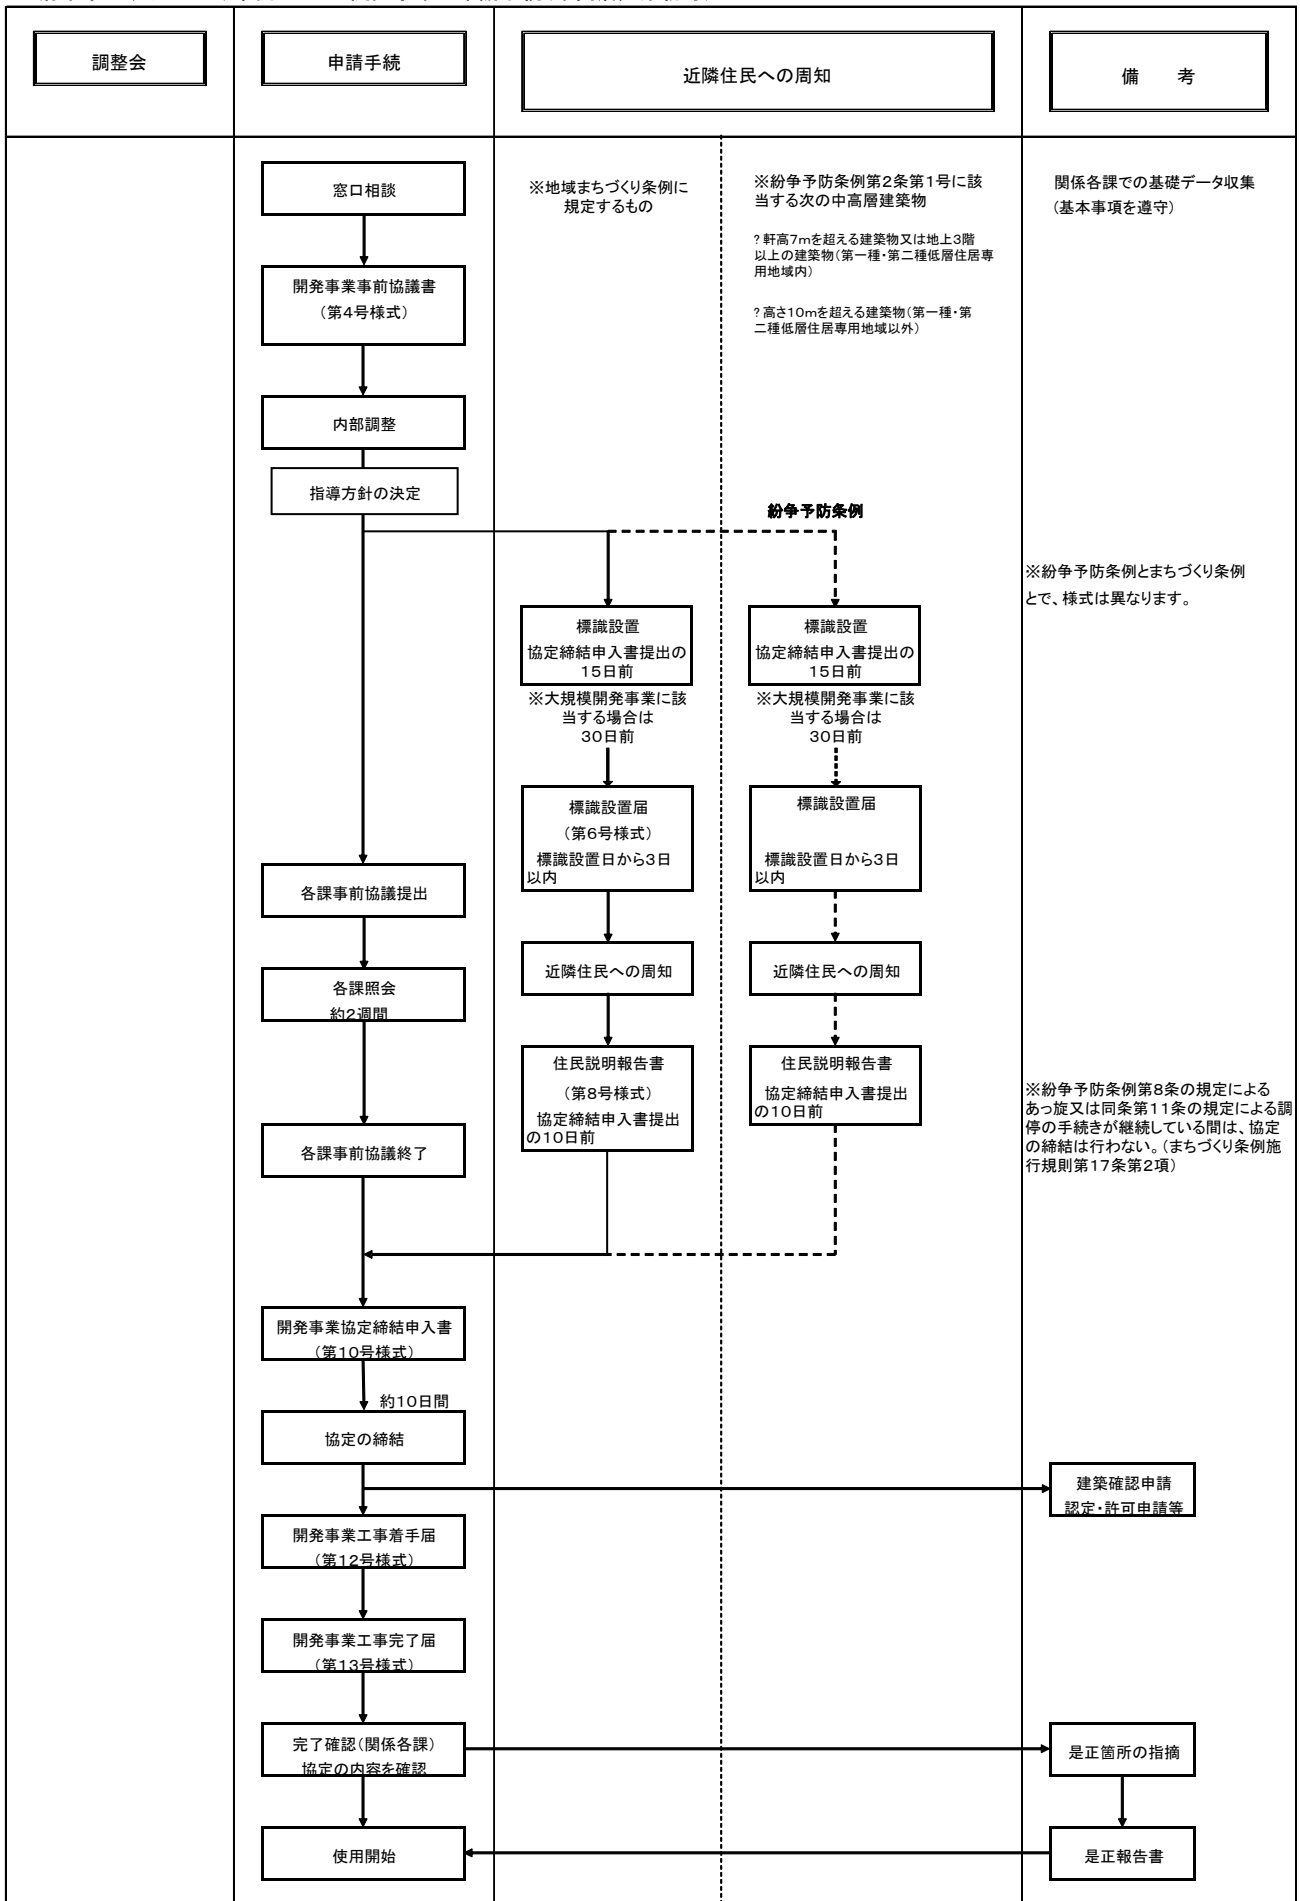 調整会
申請手続
近隣住民への周知
備　考
窓口相談
※地域まちづくり条例に
規定するもの
※紛争予防条例第2条第1号に該
当する次の中高層建築物
？軒高7mを超える建築物又は地上3階
以上の建築物（第一種・第二種低層住居専
用地域内）
？高さ10mを超える建築物（第一種・第
二種低層住居専用地域以外）
関係各課での基礎データ収集
（基本事項を遵守）
開発事業事前協議書
（第4号様式）
内部調整
指導方針の決定
紛争予防条例
※紛争予防条例とまちづくり条例
とで、様式は異なります。
標識設置
協定締結申入書提出の
15日前
※大規模開発事業に該
当する場合は
30日前
標識設置
協定締結申入書提出の
15日前
※大規模開発事業に該
当する場合は
30日前
標識設置届
（第6号様式）
標識設置日から3日
以内
標識設置届
標識設置日から3日
以内
各課事前協議提出
近隣住民への周知
近隣住民への周知
各課照会
約2週間
住民説明報告書
（第8号様式）
協定締結申入書提出
の10日前
住民説明報告書
協定締結申入書提出
の10日前
※紛争予防条例第8条の規定による
あっ旋又は同条第11条の規定による調
停の手続きが継続している間は、協定
の締結は行わない。（まちづくり条例施
行規則第17条第2項）
各課事前協議終了
開発事業協定締結申入書
（第10号様式）
約10日間
協定の締結
建築確認申請
認定・許可申請等
開発事業工事着手届
（第12号様式）
開発事業工事完了届
（第13号様式）
完了確認（関係各課）
協定の内容を確認
是正箇所の指摘
使用開始
是正報告書